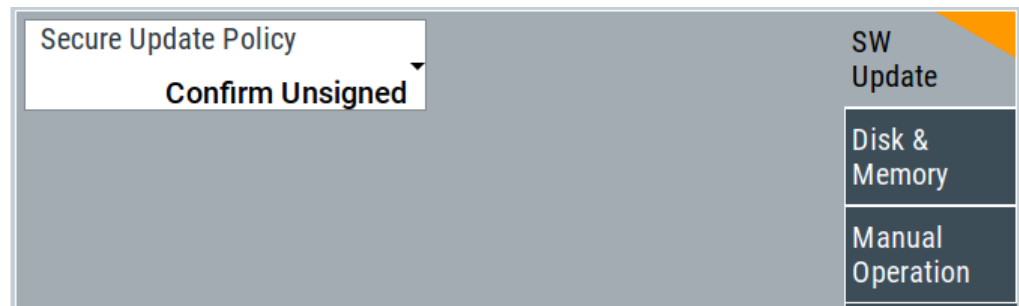 Secure Update Policy
Confirm Unsigned
SW
Update
Disk &
Memory
Manual
Operation